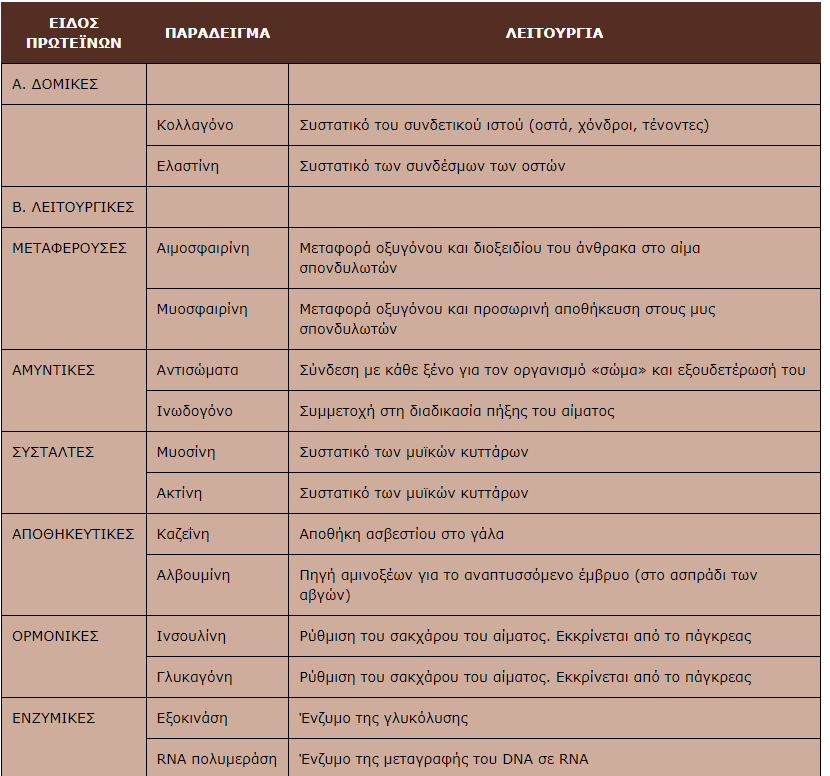 ΕΙΔΟΣ ΠΡΩΤΕΪΝΩΝ ΠΑΡΑΔΕΙΓΜΑ ΛΕΙΤΟΥΡΓΙΑ
Α. ΔΟΜΙΚΕΣ
Κολλαγόνο Συστατικό του συνδετικού ιστού (οστά, χόνδροι, τένοντες)
Ελαστίνη Συστατικό των συνδέσμων των οστών
Β. ΛΕΙΤΟΥΡΓΙΚΕΣ
ΜΕΤΑΦΕΡΟΥΣΕΣ Αιμοσφαιρίνη Μεταφορά οξυγόνου και διοξειδίου του άνθρακα στο αίμα
σπονδυλωτών
Μυοσφαιρίνη Μεταφορά οξυγόνου και προσωρινή αποθήκευση στους μυς
σπονδυλωτών
ΑΜΥΝΤΙΚΕΣ Αντισώματα Σύνδεση με κάθε ξένο για τον οργανισμό «σώμα» και εξουδετέρωσή του
Ινωδογόνο Συμμετοχή στη διαδικασία πήξης του αίματος
ΣΥΣΤΑΛΤΕΣ Μυοσίνη Συστατικό των μυϊκών κυττάρων
Ακτίνη Συστατικό των μυϊκών κυττάρων
ΑΠΟΘΗΚΕΥΤΙΚΕΣ Καζεΐνη Αποθήκη ασβεστίου στο γάλα
Αλβουμίνη Πηγή αμινοξέων για το αναπτυσσόμενο έμβρυο (στο ασπράδι των
αβγών)
ΟΡΜΟΝΙΚΕΣ Ινσουλίνη Ρύθμιση του σακχάρου του αίματος. Εκκρίνεται από το πάγκρεας
Γλυκαγόνη Ρύθμιση του σακχάρου του αίματος. Εκκρίνεται από το πάγκρεας
ΕΝΖΥΜΙΚΕΣ Εξοκινάση Ένζυμο της γλυκόλυσης
RNA πολυμεράση Ένζυμο της μεταγραφής του DNA σε RNA